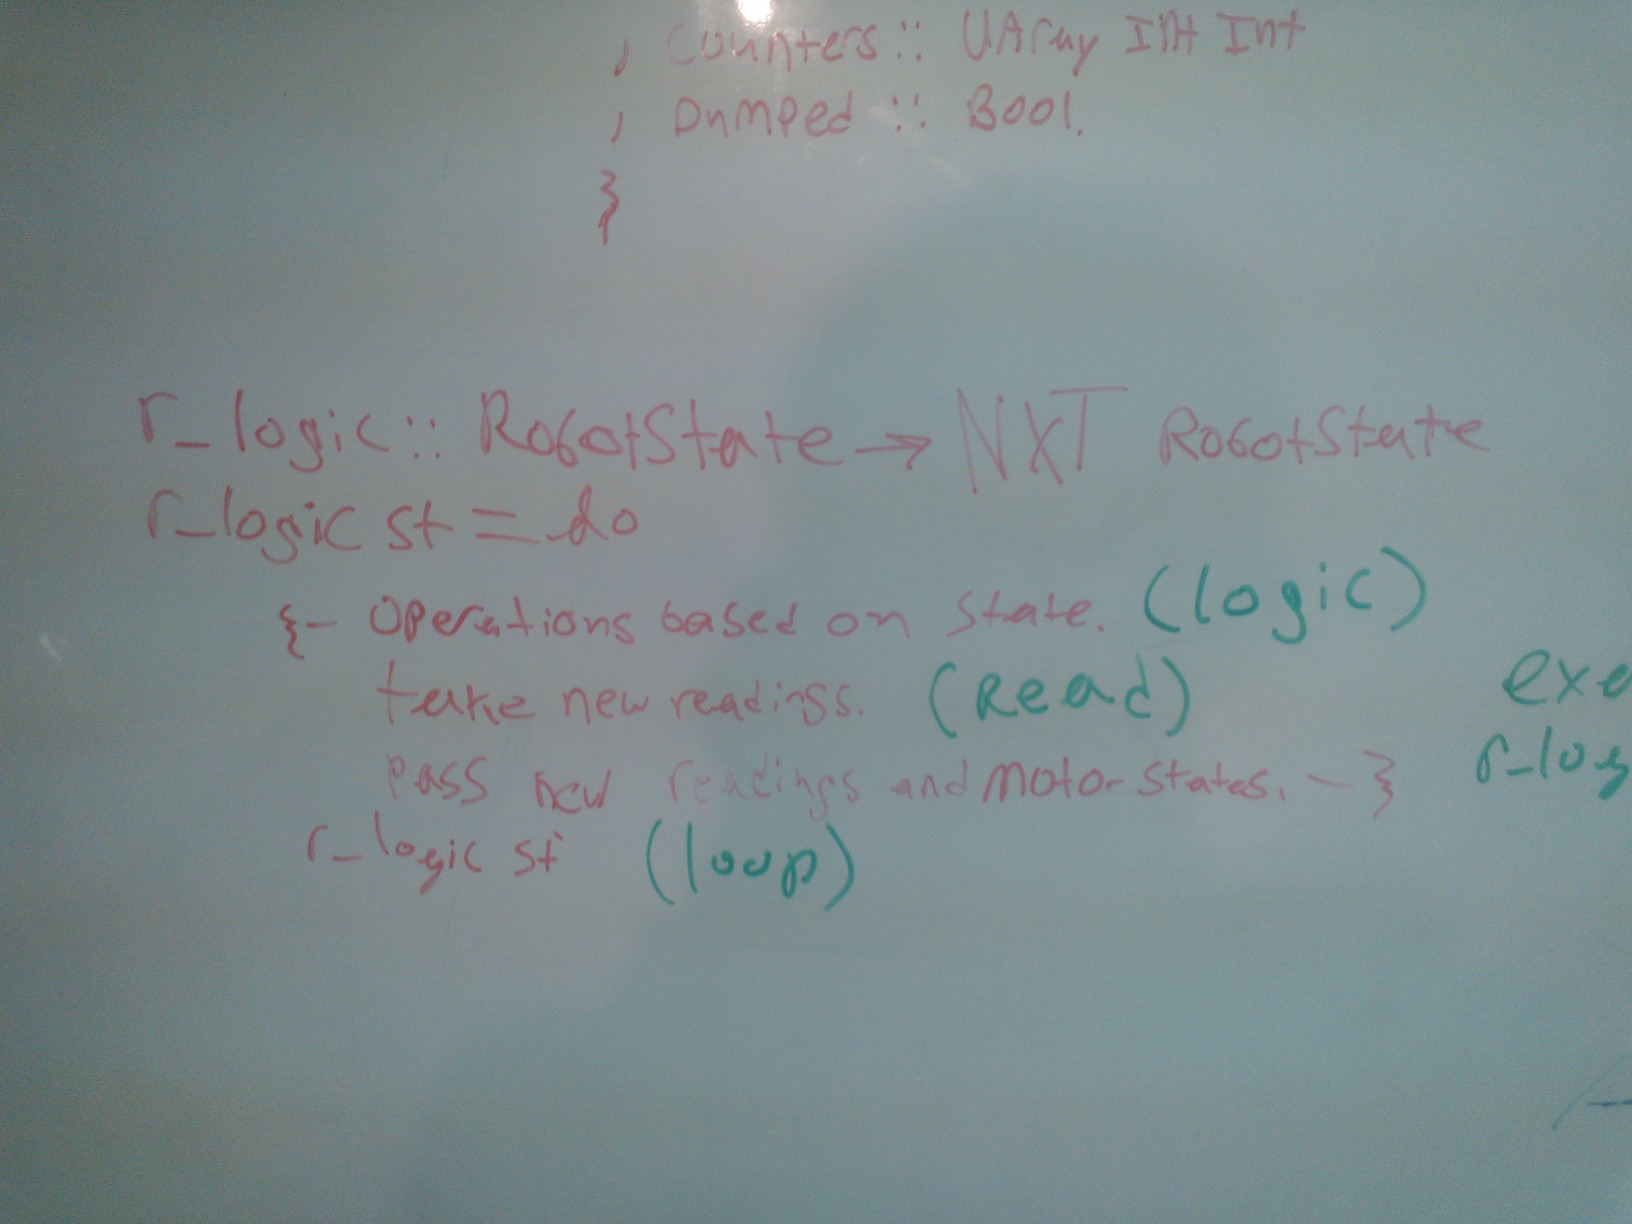 , Counters :: UArray Int Int
, Dumped :: Bool.
}
r_logic :: RobotState → NXT RobotState
r_logic st = do
{- Operations based on state. (logic)
take new readings. (Read)
pass new readings and motor states. -}
r_logic st (loop)
exe
r_log